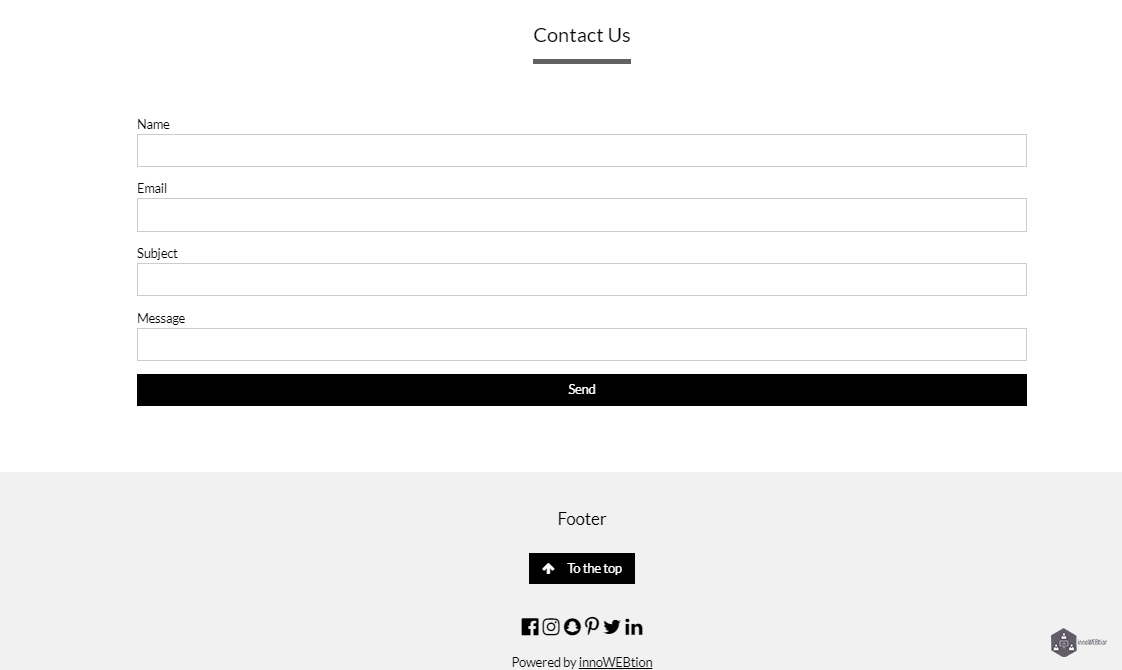 Contact Us
Name
Email
Subject
Message
Send
Footer
To the top
Powered by innoWEBtion
innoWEBtion